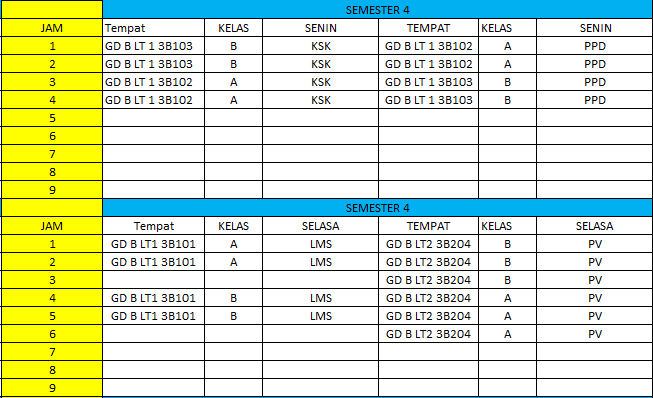 SEMESTER 4
JAM Tempat KELAS SENIN TEMPAT KELAS SENIN
1 GD B LT 1 3B103 B KSK GD B LT 1 3B102 A PPD
2 GD B LT 1 3B103 B KSK GD B LT 1 3B102 A PPD
3 GD B LT 1 3B102 A KSK GD B LT 1 3B103 B PPD
4 GD B LT 1 3B102 A KSK GD B LT 1 3B103 B PPD
5
6
7
8
9
SEMESTER 4
JAM Tempat KELAS SELASA TEMPAT KELAS SELASA
1 GD B LT1 3B101 A LMS GD B LT2 3B204 B PV
2 GD B LT1 3B101 A LMS GD B LT2 3B204 B PV
3 GD B LT2 3B204 B PV
4 GD B LT1 3B101 B LMS GD B LT2 3B204 A PV
5 GD B LT1 3B101 B LMS GD B LT2 3B204 A PV
6 GD B LT2 3B204 A PV
7
8
9